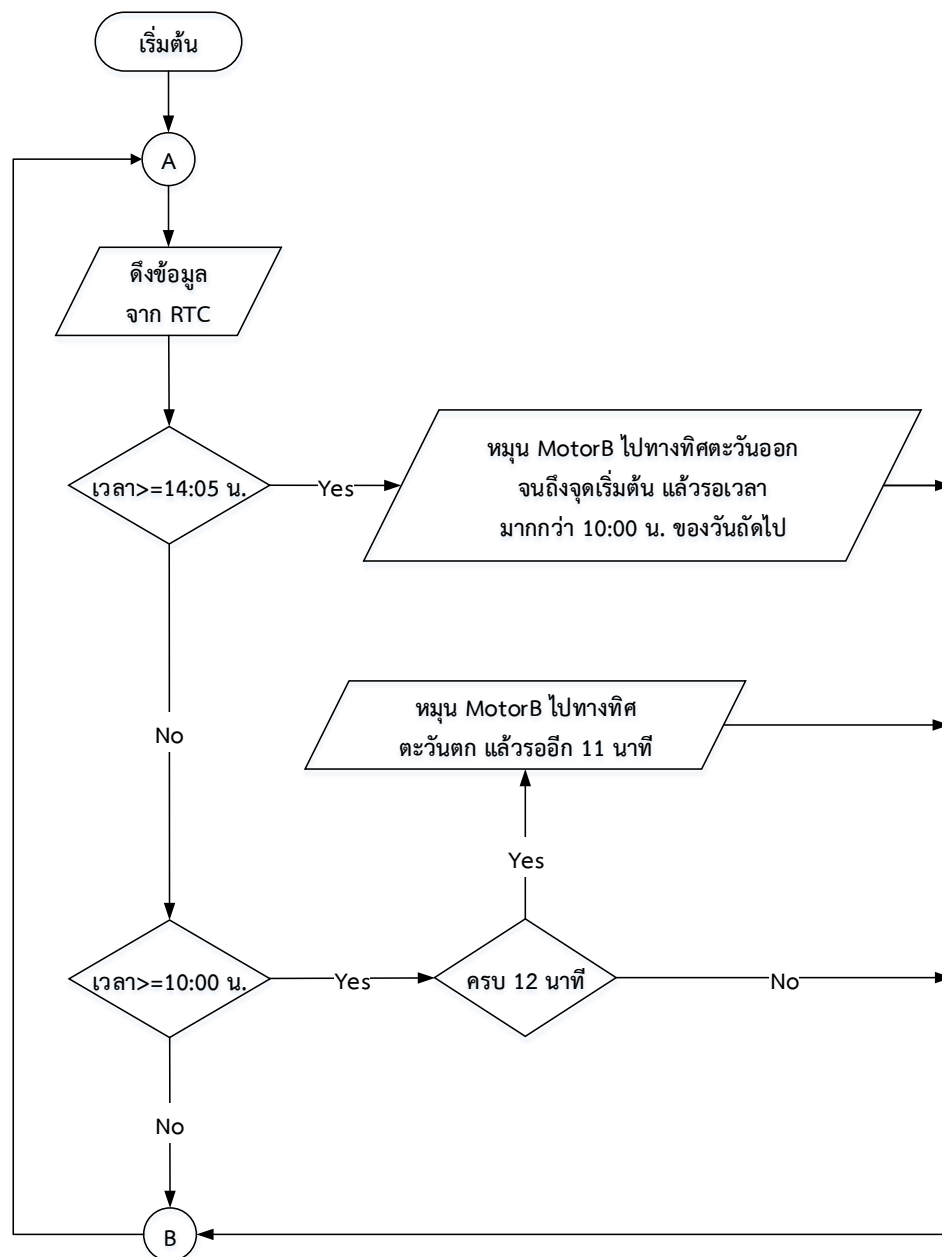 เริ่มต้น
A
ดึงข้อมูล
จาก RTC
เวลา>=14:05 น.
Yes
หมุน MotorB ไปทางทิศตะวันออก
จนถึงจุดเริ่มต้น แล้วรอเวลา
มากกว่า 10:00 น. ของวันถัดไป
No
หมุน MotorB ไปทางทิศ
ตะวันตก แล้วรออีก 11 นาที
Yes
เวลา>=10:00 น.
Yes
ครบ 12 นาที
No
No
B